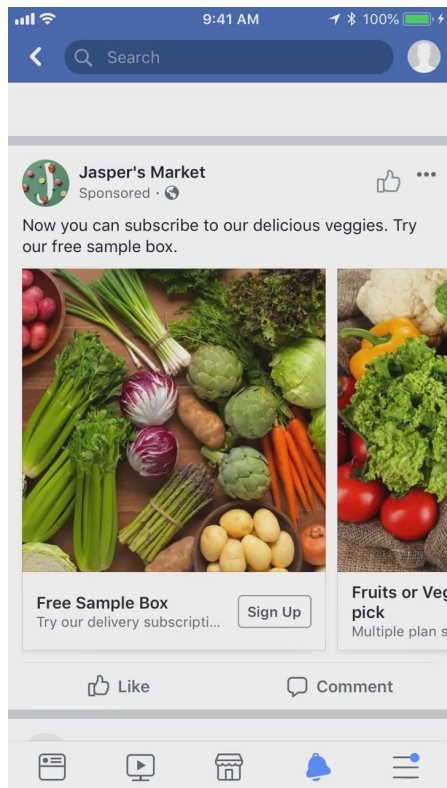 9:41 AM
100%
Search
Jasper's Market
Sponsored ·
Now you can subscribe to our delicious veggies. Try
our free sample box.
Free Sample Box
Try our delivery subscripti...
Sign Up
Fruits or Veg
pick
Multiple plan s
Like
Comment